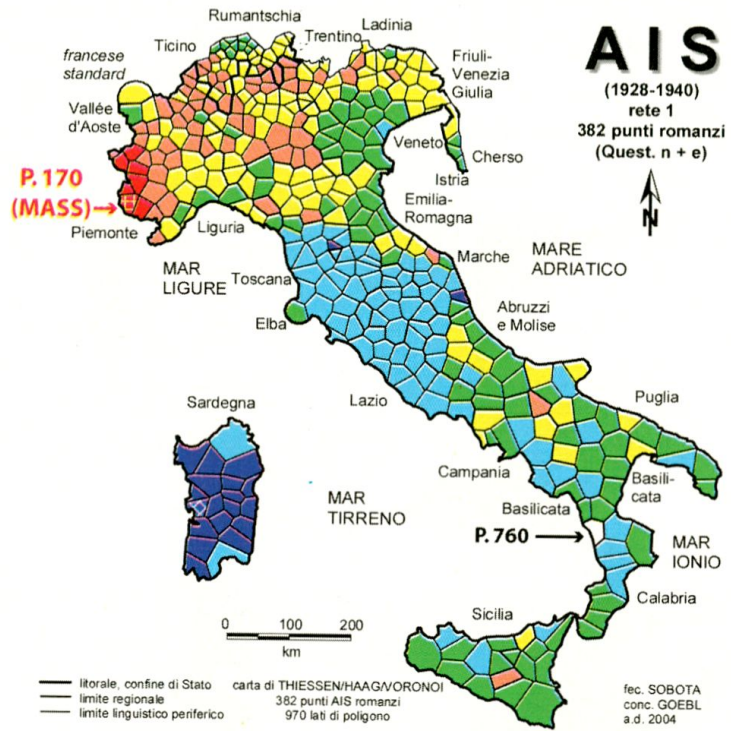 Rumantschia
Ladinia
Ticino
Trentino
francese
standard
Friuli-
Venezia
Giulia
AIS
(1928-1940)
rete 1
382 punti romanzi
(Quest. n + e)
N
Vallée
d'Aoste
Veneto
Cherso
Istria
P. 170
(MASS)
Piemonte
Liguria
Emilia-
Romagna
MAR
LIGURE
Toscana
Marche
MARE
ADRIATICO
Elba
Abruzzi
e Molise
Lazio
Puglia
Sardegna
Campania
Basili-
cata
MAR
TIRRENO
Basilicata
P. 760
MAR
IONIO
Calabria
Sicilia
0 100 200
km
litorale, confine di Stato
limite regionale
limite linguistico periferico
carta di THIESSEN/HAAG/VORONOI
382 punti AIS romanzi
970 lati di poligono
fec. SOBOTA
conc. GOEBL
a.d. 2004